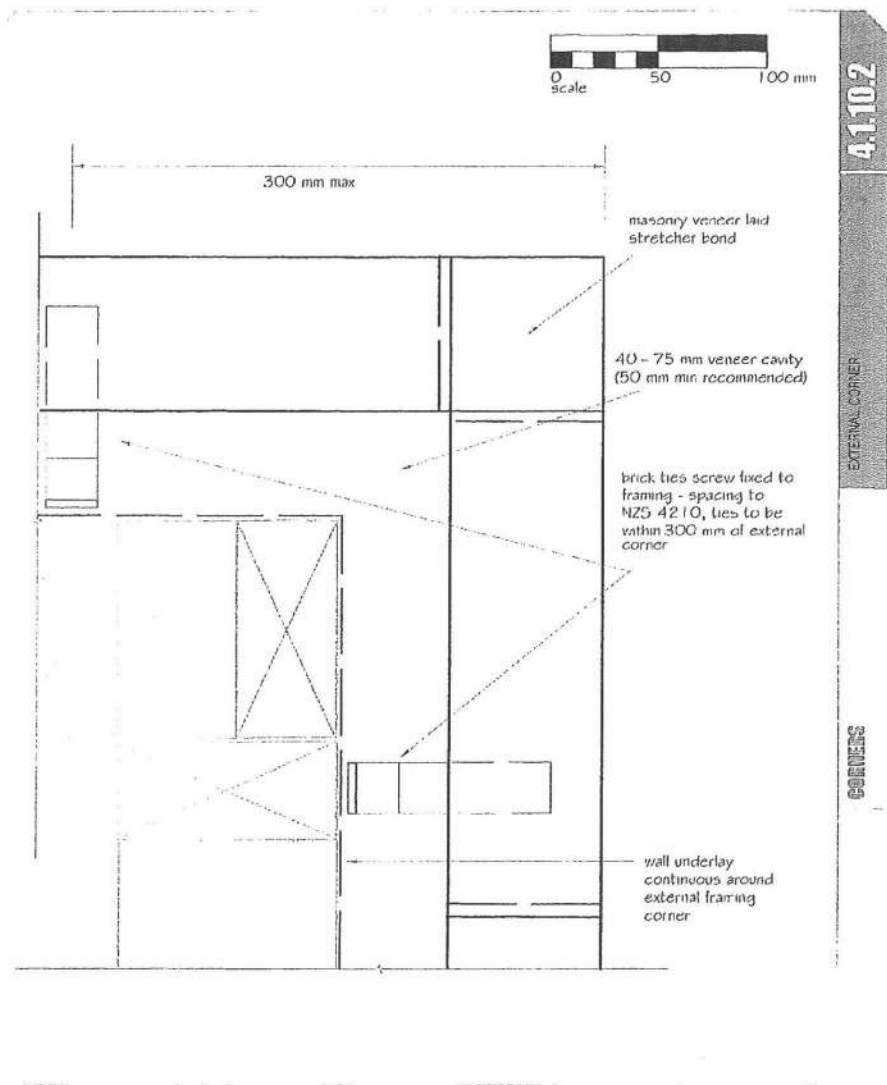 0
50
100 mm
scale
4.1.10.2
300 mm max
masonry veneer laid
stretcher bond
40 - 75 mm veneer cavity
(50 mm min recommended)
EXTERNAL CORNER
brick ties screw fixed to
framing - spacing to
NZS 4210, ties to be
within 300 mm of external
corner
CORNERS
wall underlay
continuous around
external framing
corner